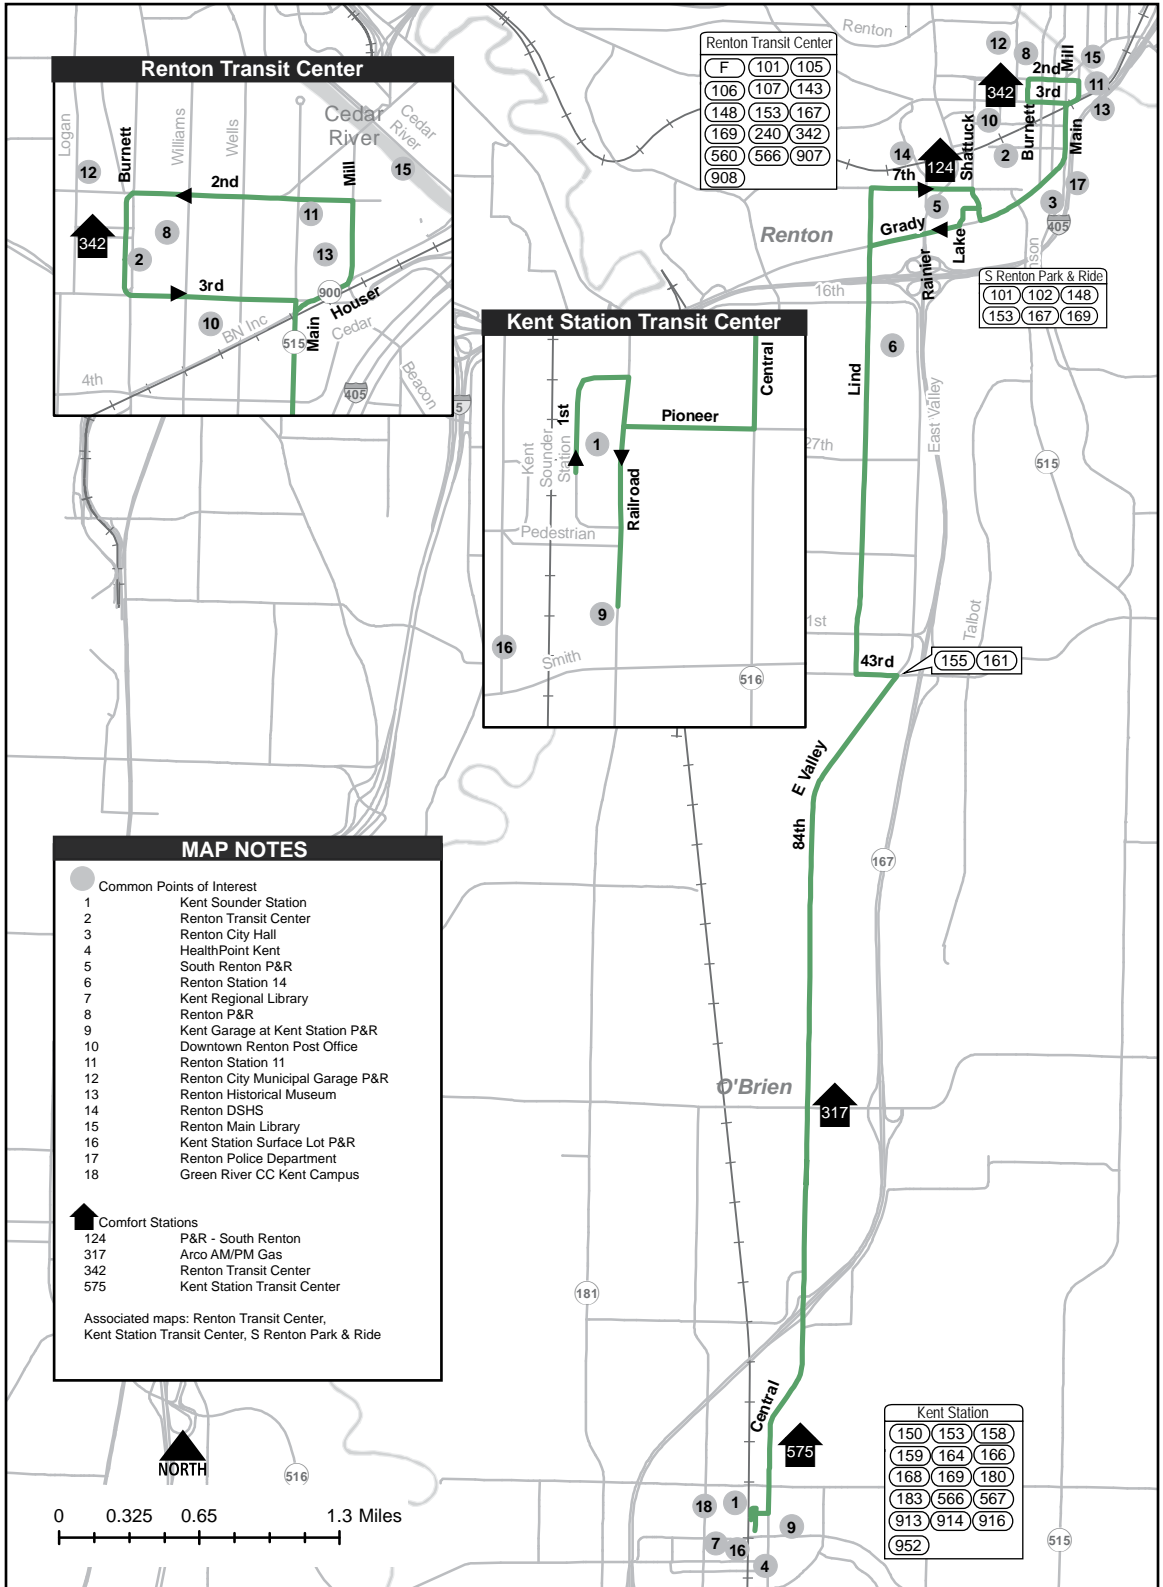 Renton Transit Center
Logan
Burnett
Williams
Wells
Cedar
River
Cedar
River
Mill
12
15
2nd
11
8
342
2
13
3rd
900
Houser
10
BN Inc
515
Main
Cedar
4th
405
Beacon
5
Renton Transit Center
F 101 105
106 107 143
148 153 167
169 240 342
560 566 907
908
Renton
12
8
Mill
15
2nd
342
3rd
11
13
10
Burnett
Main
Shattuck
14
124
2
7th
17
5
3
Grady
Lake
405
nson
Renton
Rainier
16th
S Renton Park & Ride
101 102 148
153 167 169
6
Lind
East Valley
27th
515
Kent Station Transit Center
Central
1st
Pioneer
1
Kent
Sounder
Station
Railroad
Pedestrian
9
16
Smith
516
1st
Talbot
43rd
155 161
E Valley
84th
167
MAP NOTES
Common Points of Interest
1 Kent Sounder Station
2 Renton Transit Center
3 Renton City Hall
4 HealthPoint Kent
5 South Renton P&R
6 Renton Station 14
7 Kent Regional Library
8 Renton P&R
9 Kent Garage at Kent Station P&R
10 Downtown Renton Post Office
11 Renton Station 11
12 Renton City Municipal Garage P&R
13 Renton Historical Museum
14 Renton DSHS
15 Renton Main Library
16 Kent Station Surface Lot P&R
17 Renton Police Department
18 Green River CC Kent Campus
Comfort Stations
124 P&R - South Renton
317 Arco AM/PM Gas
342 Renton Transit Center
575 Kent Station Transit Center
Associated maps: Renton Transit Center,
Kent Station Transit Center, S Renton Park & Ride
O'Brien
317
181
Central
575
Kent Station
150 153 158
159 164 166
168 169 180
183 566 567
913 914 916
952
NORTH
516
0 0.325 0.65 1.3 Miles
18
1
9
7
16
4
515